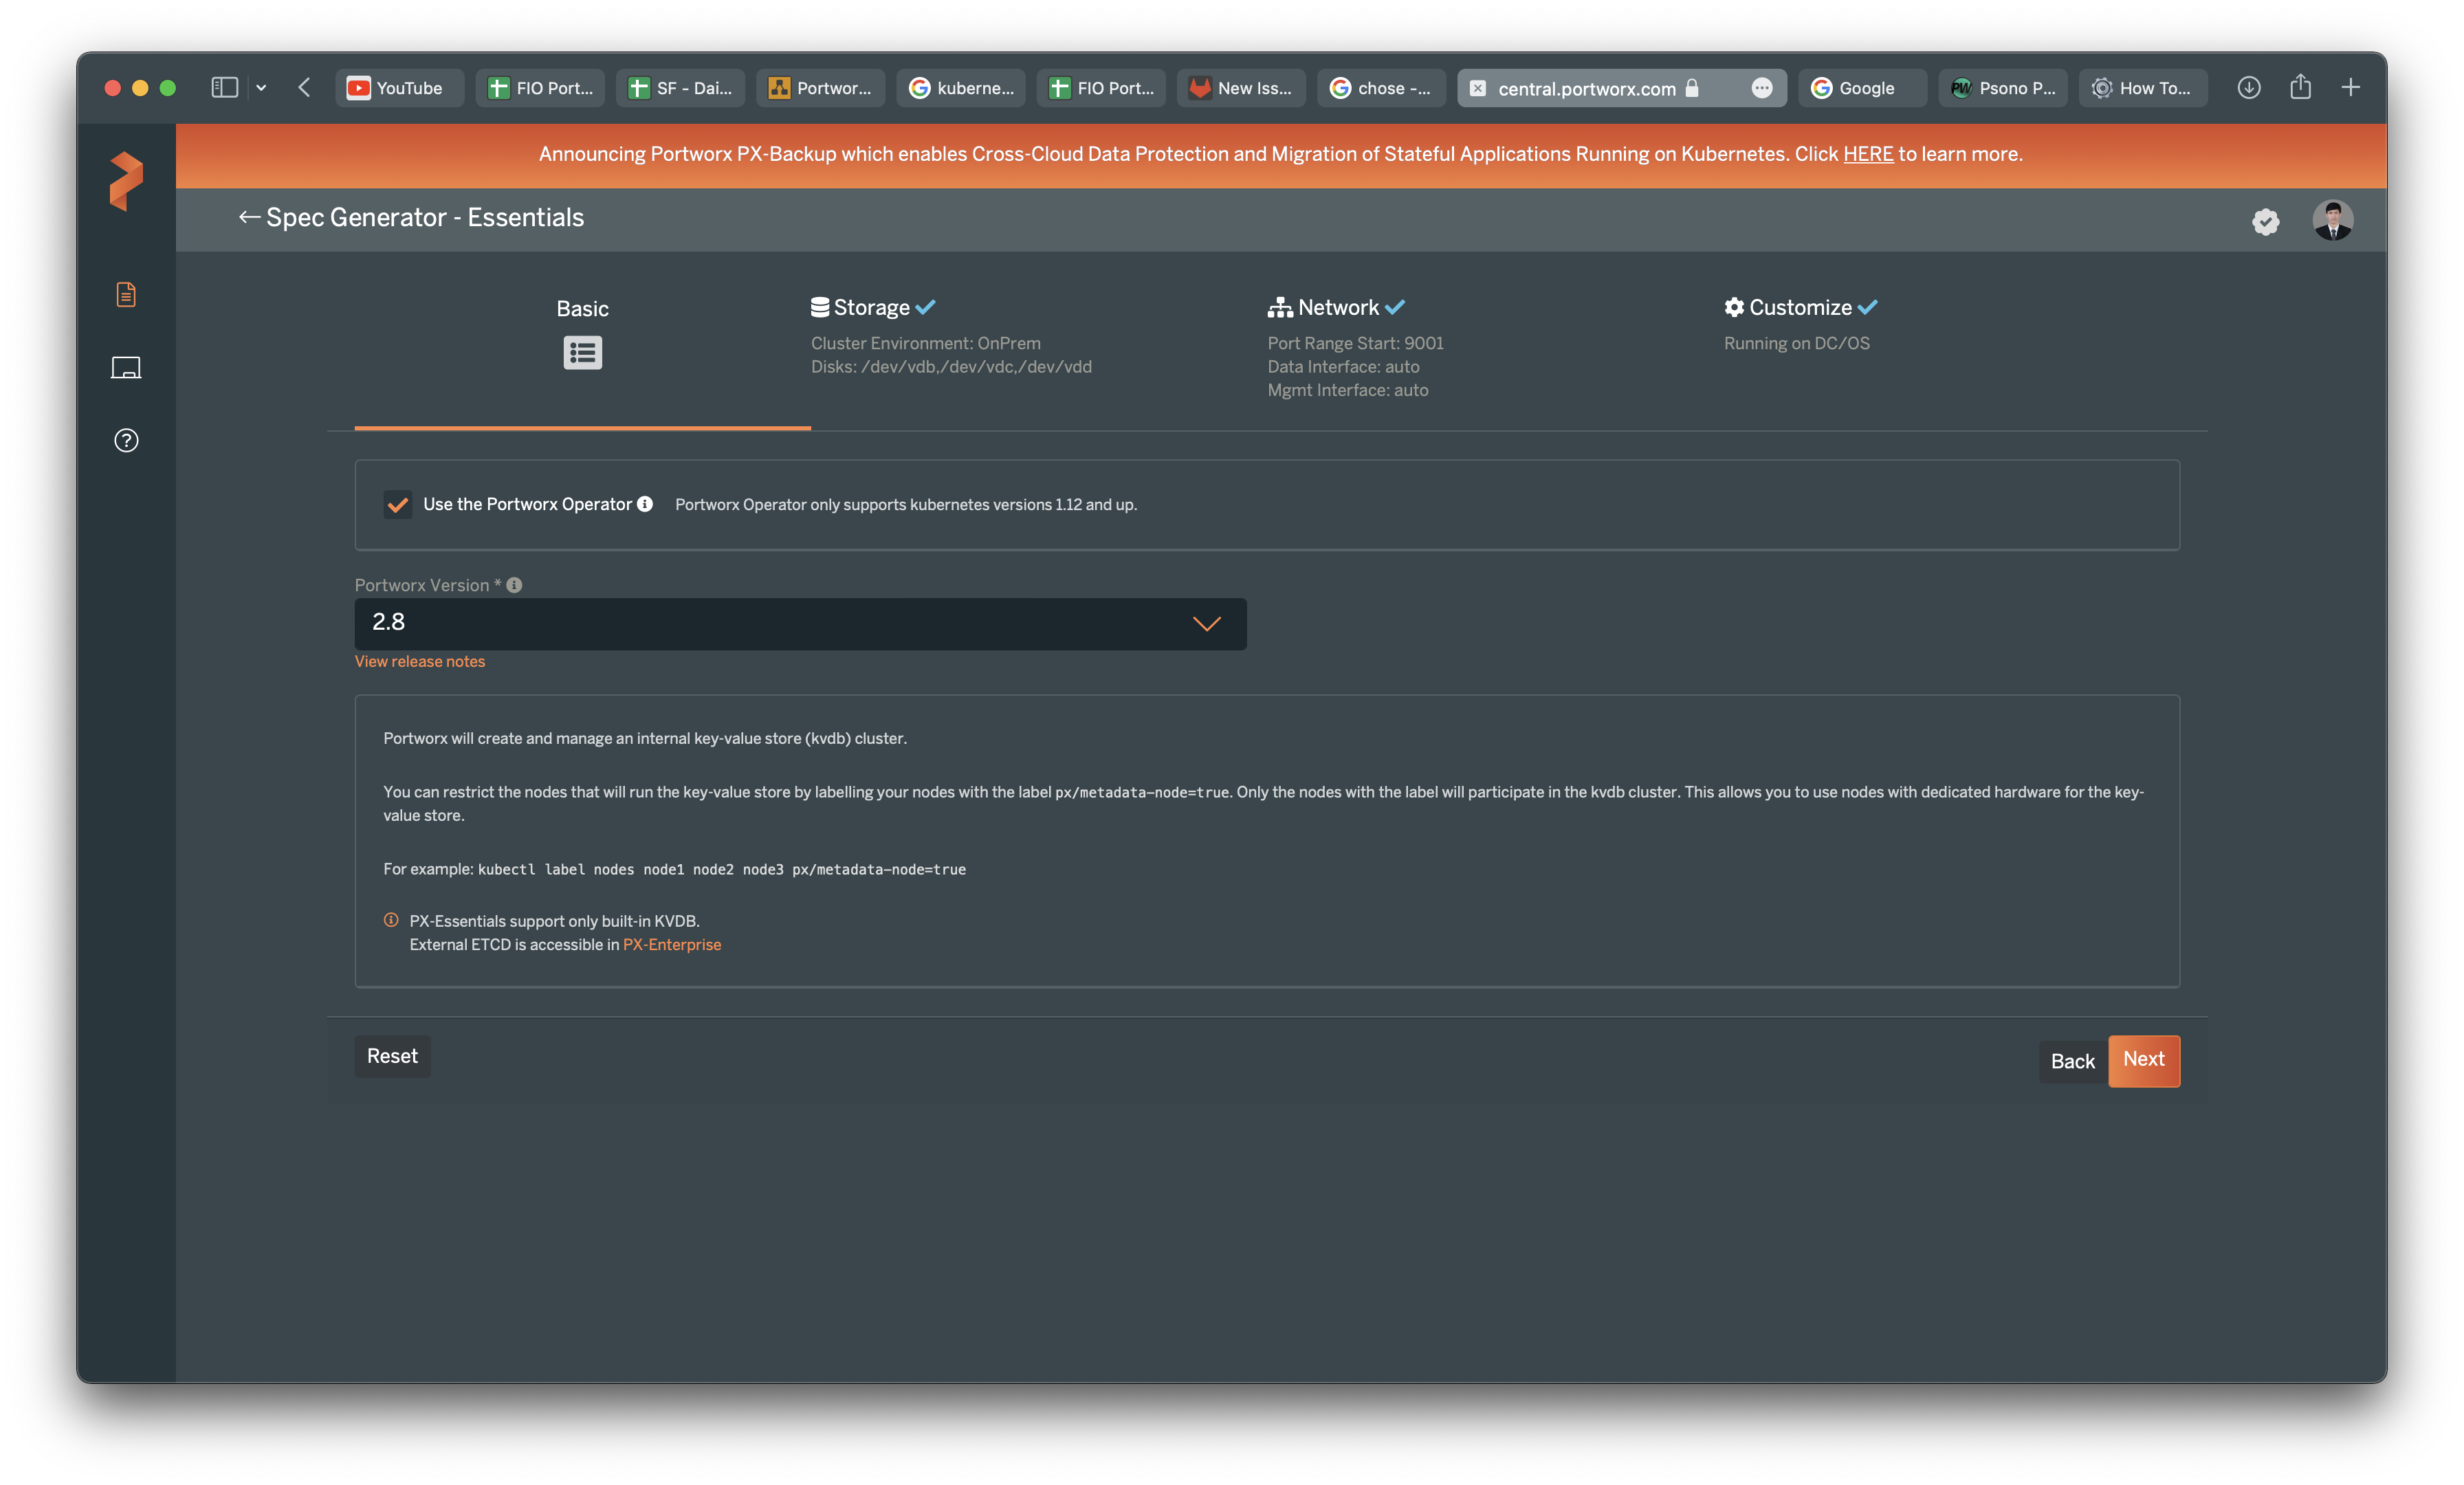 YouTube
FIO Port...
SF - Dai...
Portwor...
kuberne...
FIO Port...
New Iss...
chose -...
central.portworx.com
Google
Psono P...
How To...
Announcing Portworx PX-Backup which enables Cross-Cloud Data Protection and Migration of Stateful Applications Running on Kubernetes. Click HERE to learn more.
Spec Generator - Essentials
Basic
Storage
Cluster Environment: OnPrem
Disks: /dev/vdb,/dev/vdc,/dev/vdd
Network
Port Range Start: 9001
Data Interface: auto
Mgmt Interface: auto
Customize
Running on DC/OS
Use the Portworx Operator
Portworx Operator only supports kubernetes versions 1.12 and up.
Portworx Version *
2.8
View release notes
Portworx will create and manage an internal key-value store (kvdb) cluster.
You can restrict the nodes that will run the key-value store by labelling your nodes with the label px/metadata-node=true. Only the nodes with the label will participate in the kvdb cluster. This allows you to use nodes with dedicated hardware for the key-
value store.
For example: kubectl label nodes node1 node2 node3 px/metadata-node=true
PX-Essentials support only built-in KVDB.
External ETCD is accessible in PX-Enterprise
Reset
Back
Next